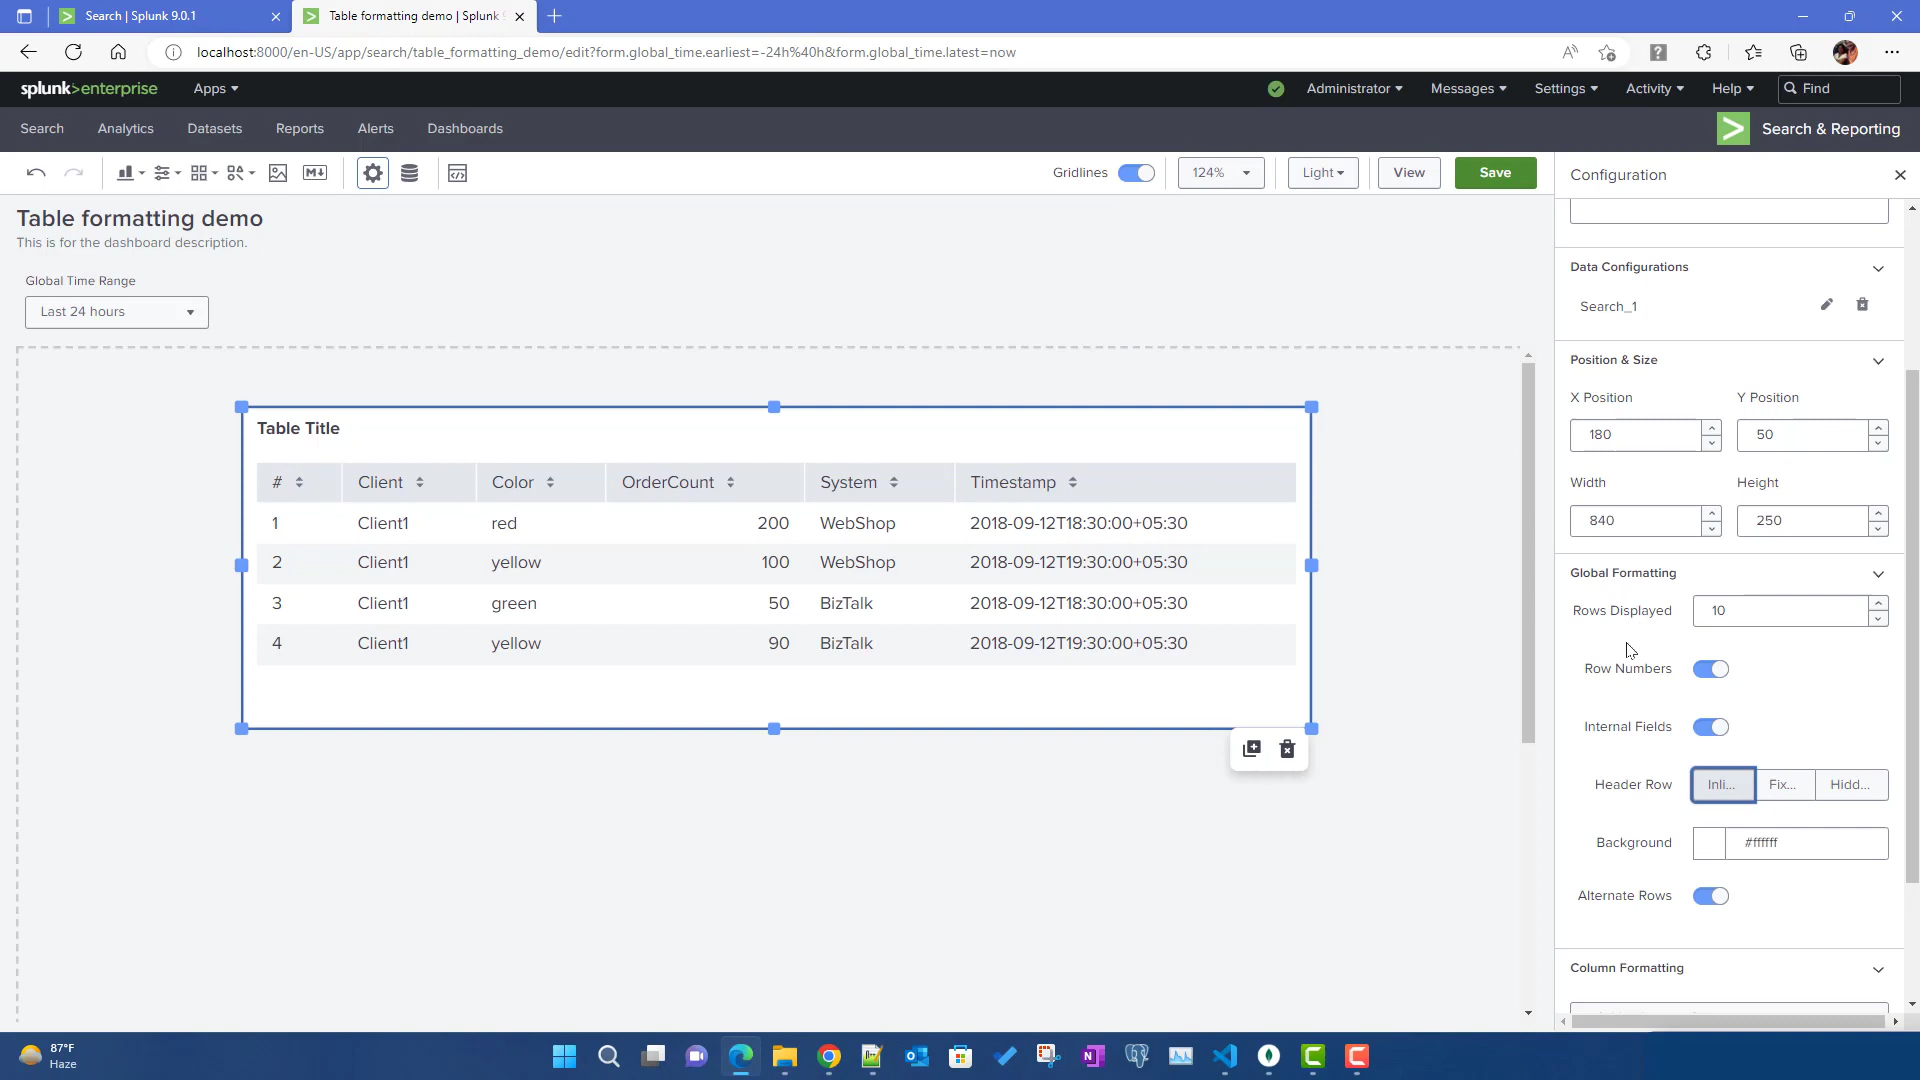 Search | Splunk 9.0.1
Table formatting demo | Splunk
localhost:8000/en-US/app/search/table_formatting_demo/edit?form.global_time.earliest=-24h%40h&form.global_time.latest=now
splunk>enterprise
Apps
Administrator
Messages
Settings
Activity
Help
Find
Search
Analytics
Datasets
Reports
Alerts
Dashboards
Search & Reporting
Gridlines
124%
Light
View
Save
Table formatting demo
This is for the dashboard description.
Global Time Range
Last 24 hours
Table Title
# Client Color OrderCount System Timestamp
1 Client1 red 200 WebShop 2018-09-12T18:30:00+05:30
2 Client1 yellow 100 WebShop 2018-09-12T19:30:00+05:30
3 Client1 green 50 BizTalk 2018-09-12T18:30:00+05:30
4 Client1 yellow 90 BizTalk 2018-09-12T19:30:00+05:30
Configuration
Data Configurations
Search_1
Position & Size
X Position Y Position
180 50
Width Height
840 250
Global Formatting
Rows Displayed 10
Row Numbers
Internal Fields
Header Row Inli... Fix... Hidd...
Background #ffffff
Alternate Rows
Column Formatting
87°F
Haze